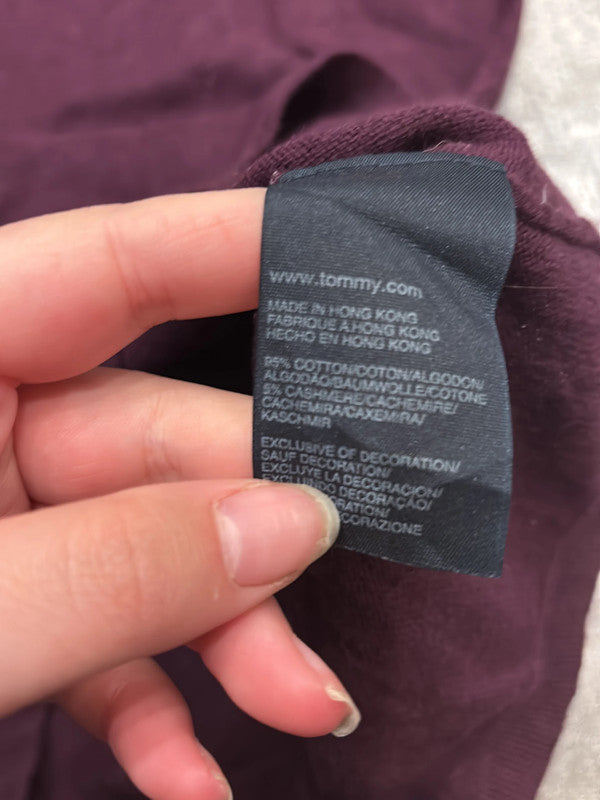 www.tommy.com
MADE IN HONG KONG
FABRIQUE A HONG KONG
HECHO EN HONG KONG
95% COTTON/COTON/ALGODON/
ALGODÃO/BAUMWOLLE/COTONE
5% CASHMERE/CACHEMIRE/
CACHEMIRA/CAXEMIRA/
KASCHMIR
EXCLUSIVE OF DECORATION/
SAUF DECORATION/
EXCLUYE LA DECORACION/
EXCLUINDO DECORAÇÃO/